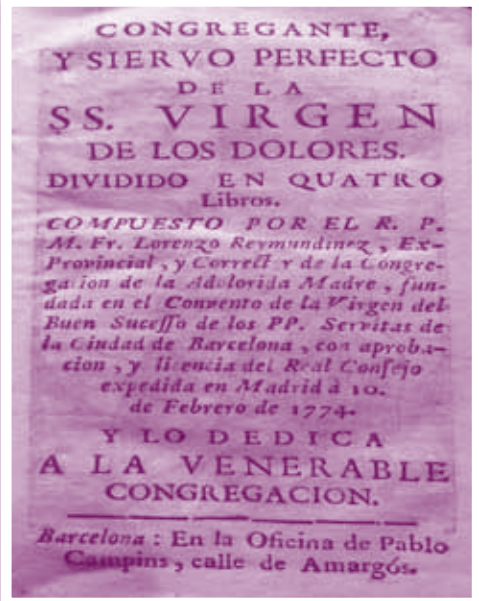 CONGREGANTE,
Y SIERVO PERFECTO
DE LA
SS. VIRGEN
DE LOS DOLORES.
DIVIDIDO EN QUATRO
Libros.
COMPUESTO POR EL R. P.
M. Fr. Lorenzo Reymundinez, Ex-
Provincial, y Correct r de la Congre-
ga ion de la Adolorida Madre, fun-
dada en el Convento de la Virgen del
Buen Sucesſo de los PP. Servitas de
la Ciudad de Barcelona, con aproba-
cion, y licencia del Real Conſejo
expedida en Madrid à 10.
de Febrero de 1774.
Y LO DEDICA
A LA VENERABLE
CONGREGACION.
Barcelona: En la Oficina de Pablo
Campins, calle de Amargós.